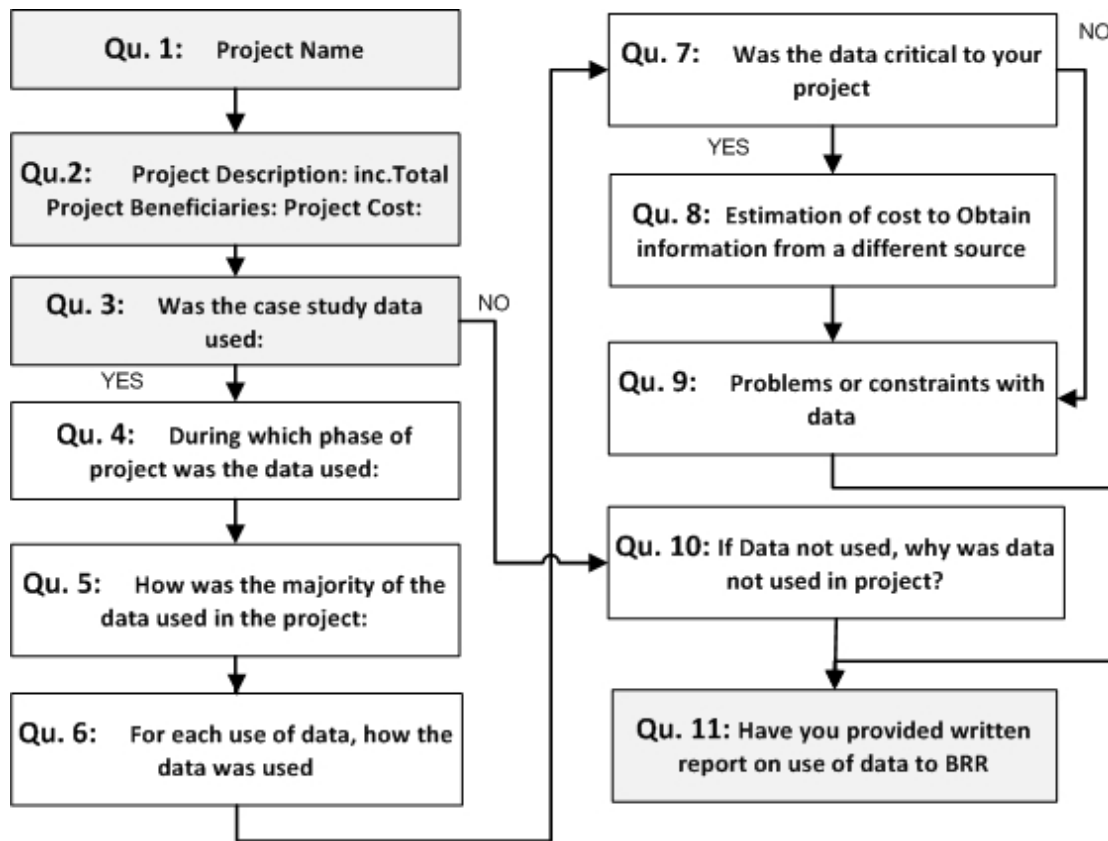 Qu. 1: Project Name
Qu.2: Project Description: inc.Total
Project Beneficiaries: Project Cost:
Qu. 3: Was the case study data
used:
NO
YES
Qu. 4: During which phase of
project was the data used:
Qu. 5: How was the majority of the
data used in the project:
Qu. 6: For each use of data, how the
data was used
Qu. 7: Was the data critical to your
project
NO
YES
Qu. 8: Estimation of cost to Obtain
information from a different source
Qu. 9: Problems or constraints with
data
Qu. 10: If Data not used, why was data
not used in project?
Qu. 11: Have you provided written
report on use of data to BRR